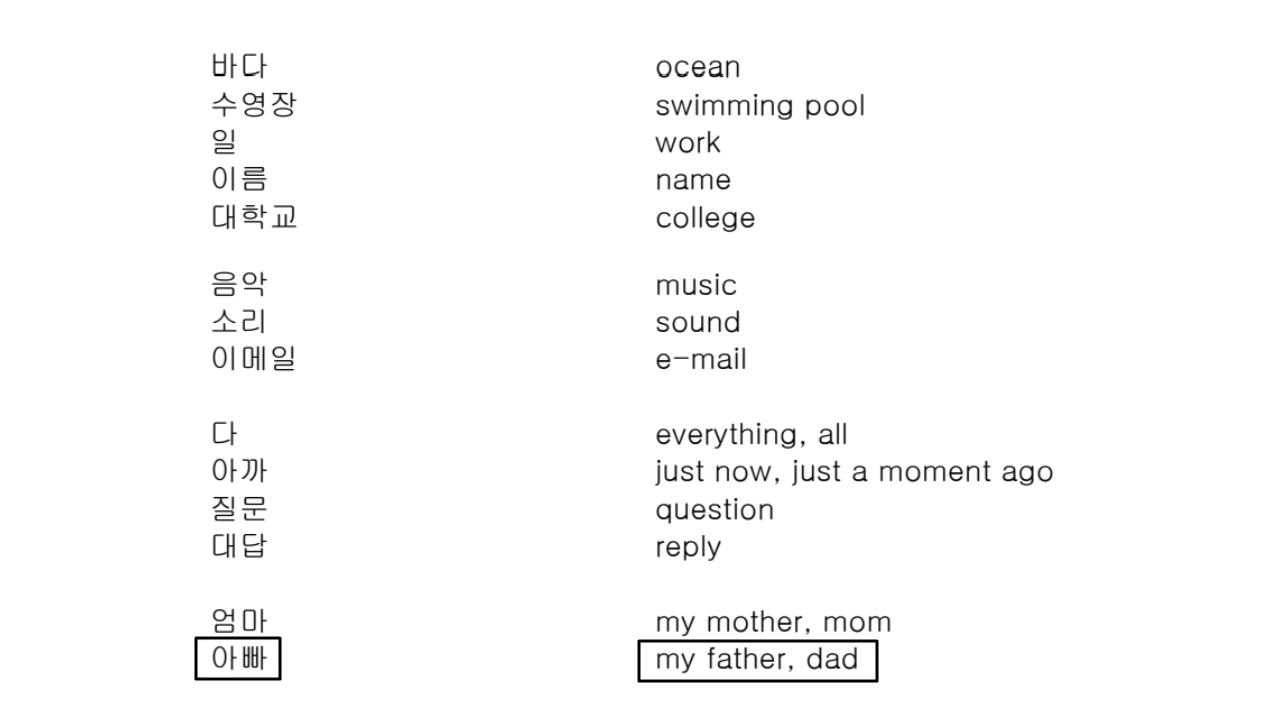 바다 ocean
수영장 swimming pool
일 work
이름 name
대학교 college
음악 music
소리 sound
이메일 e-mail
다 everything, all
아까 just now, just a moment ago
질문 question
대답 reply
엄마 my mother, mom
아빠 my father, dad